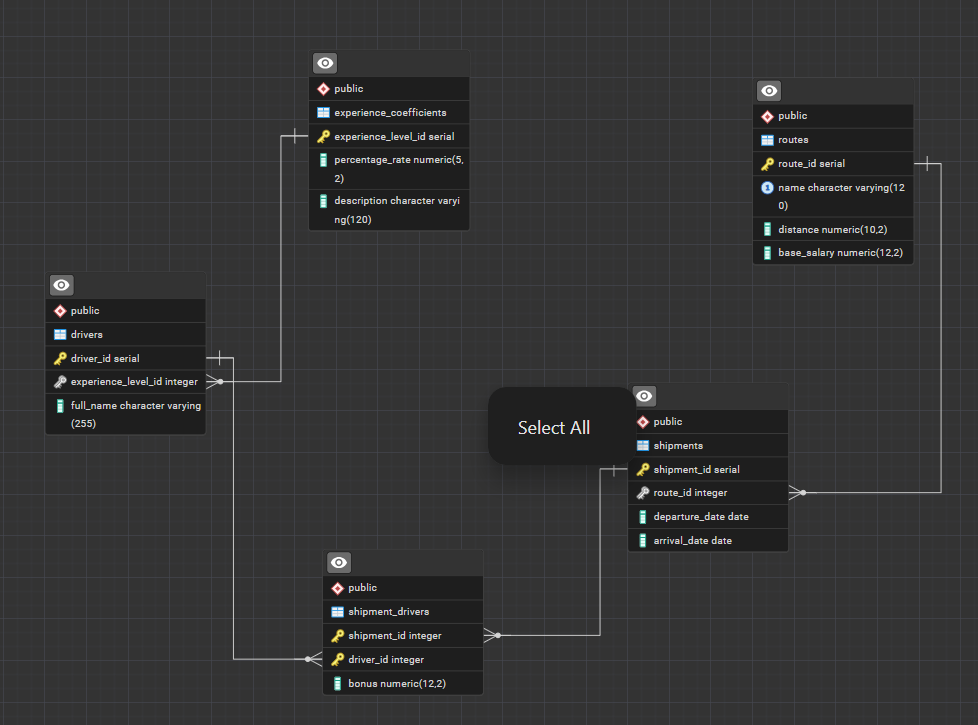 public
experience_coefficients
experience_level_id serial
percentage_rate numeric(5,
2)
description character varyi
ng(120)
public
routes
route_id serial
1
name character varying(12
0)
distance numeric(10,2)
base_salary numeric(12,2)
public
drivers
driver_id serial
experience_level_id integer
full_name character varying
(255)
Select All
public
shipments
shipment_id serial
route_id integer
departure_date date
arrival_date date
public
shipment_drivers
shipment_id integer
driver_id integer
bonus numeric(12,2)